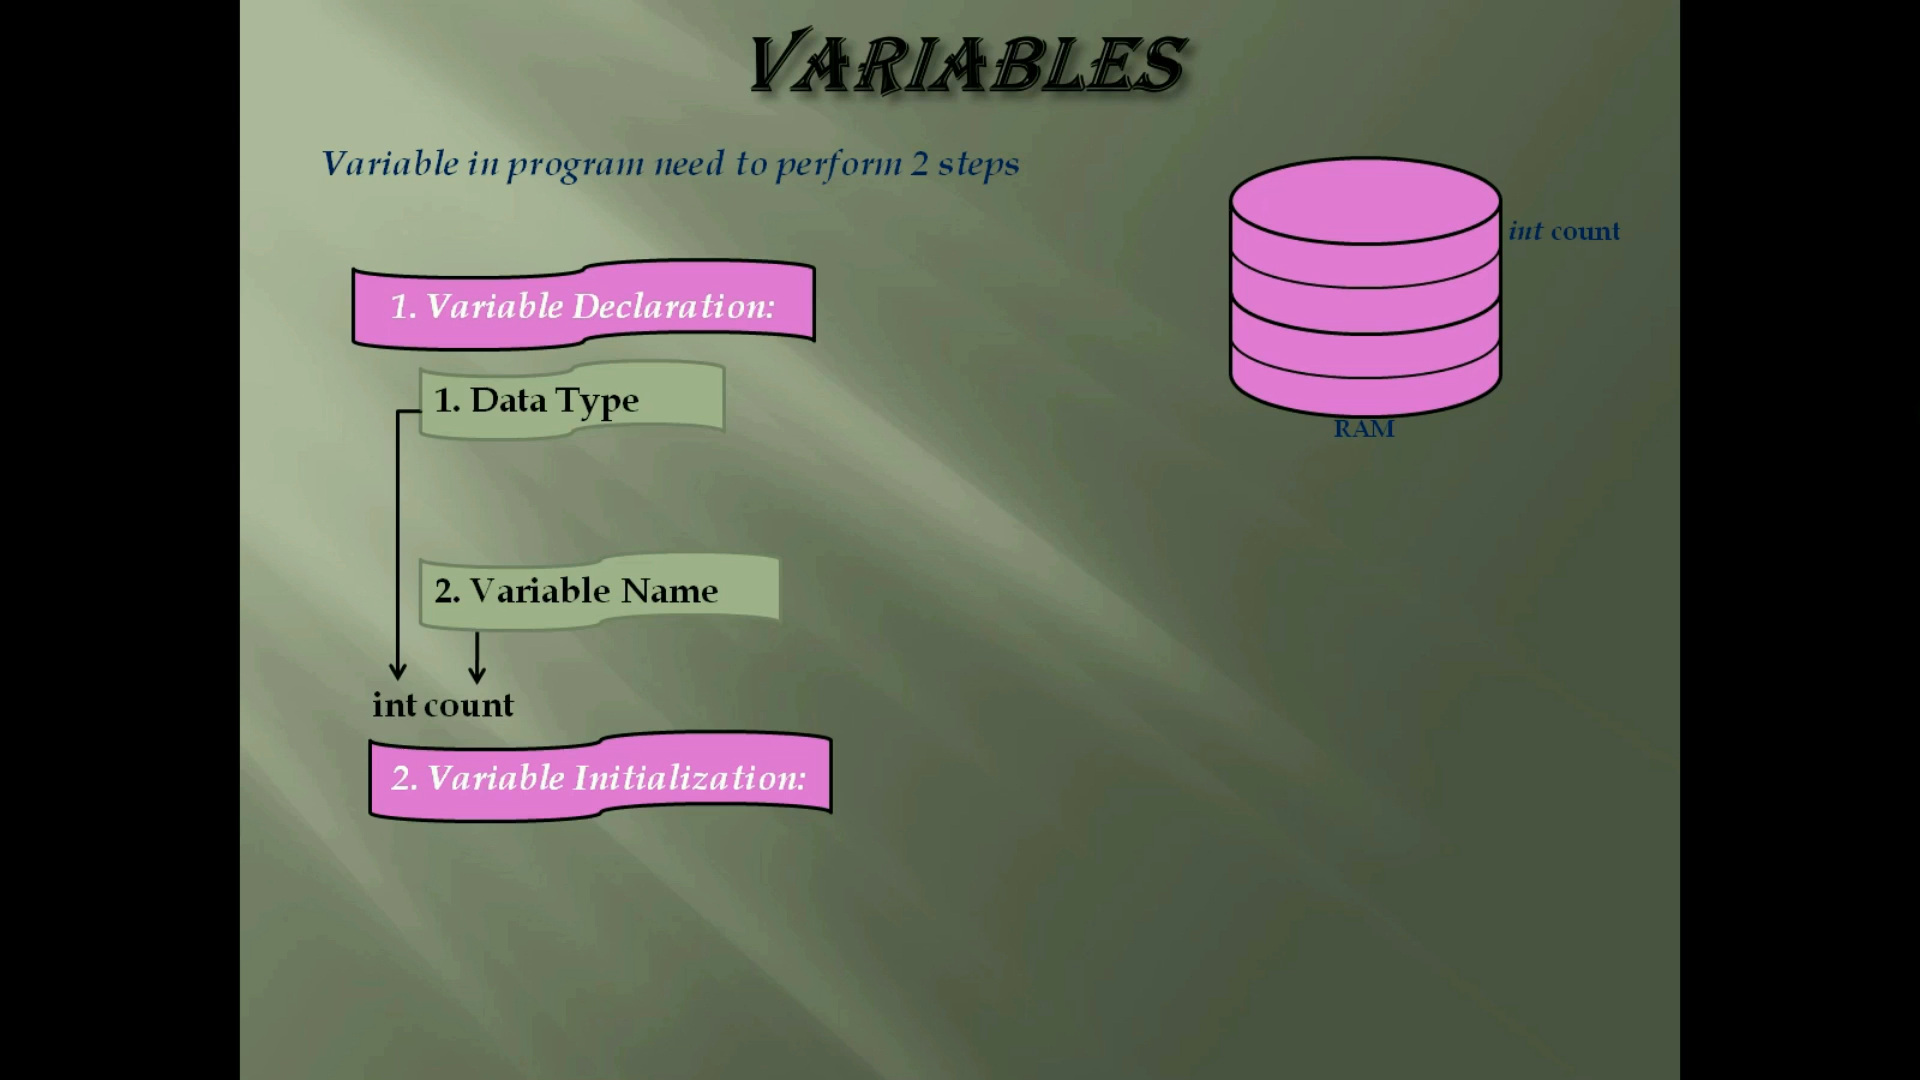 VARIABLES
Variable in program need to perform 2 steps
int count
1. Variable Declaration:
1. Data Type
RAM
2. Variable Name
int count
2. Variable Initialization: